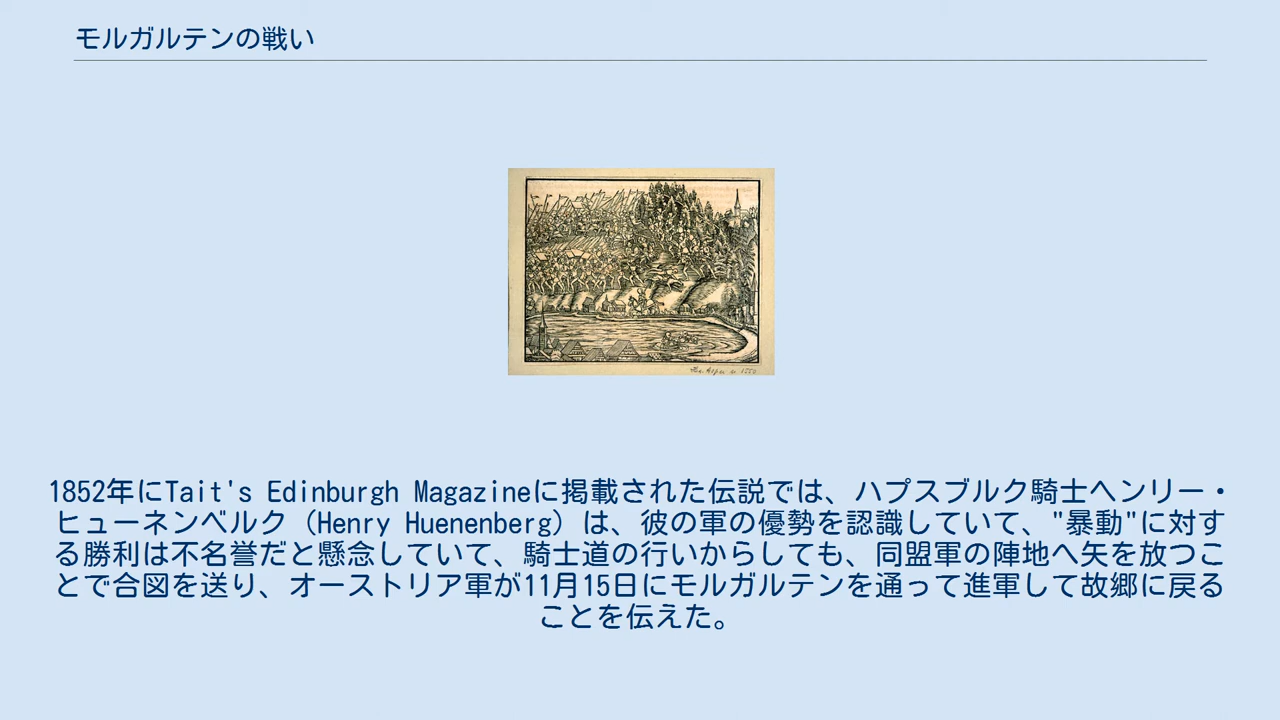 モルガルテンの戦い
1852年にTait's Edinburgh Magazineに掲載された伝説では、ハプスブルク騎士ヘンリー・
ヒューネンベルク (Henry Huenenberg) は、彼の軍の優勢を認識していて、"暴動"に対す
る勝利は不名誉だと懸念していて、騎士道の行いからしても、同盟軍の陣地へ矢を放つこ
とで合図を送り、オーストリア軍が11月15日にモルガルテンを通って進軍して故郷に戻る
ことを伝えた。